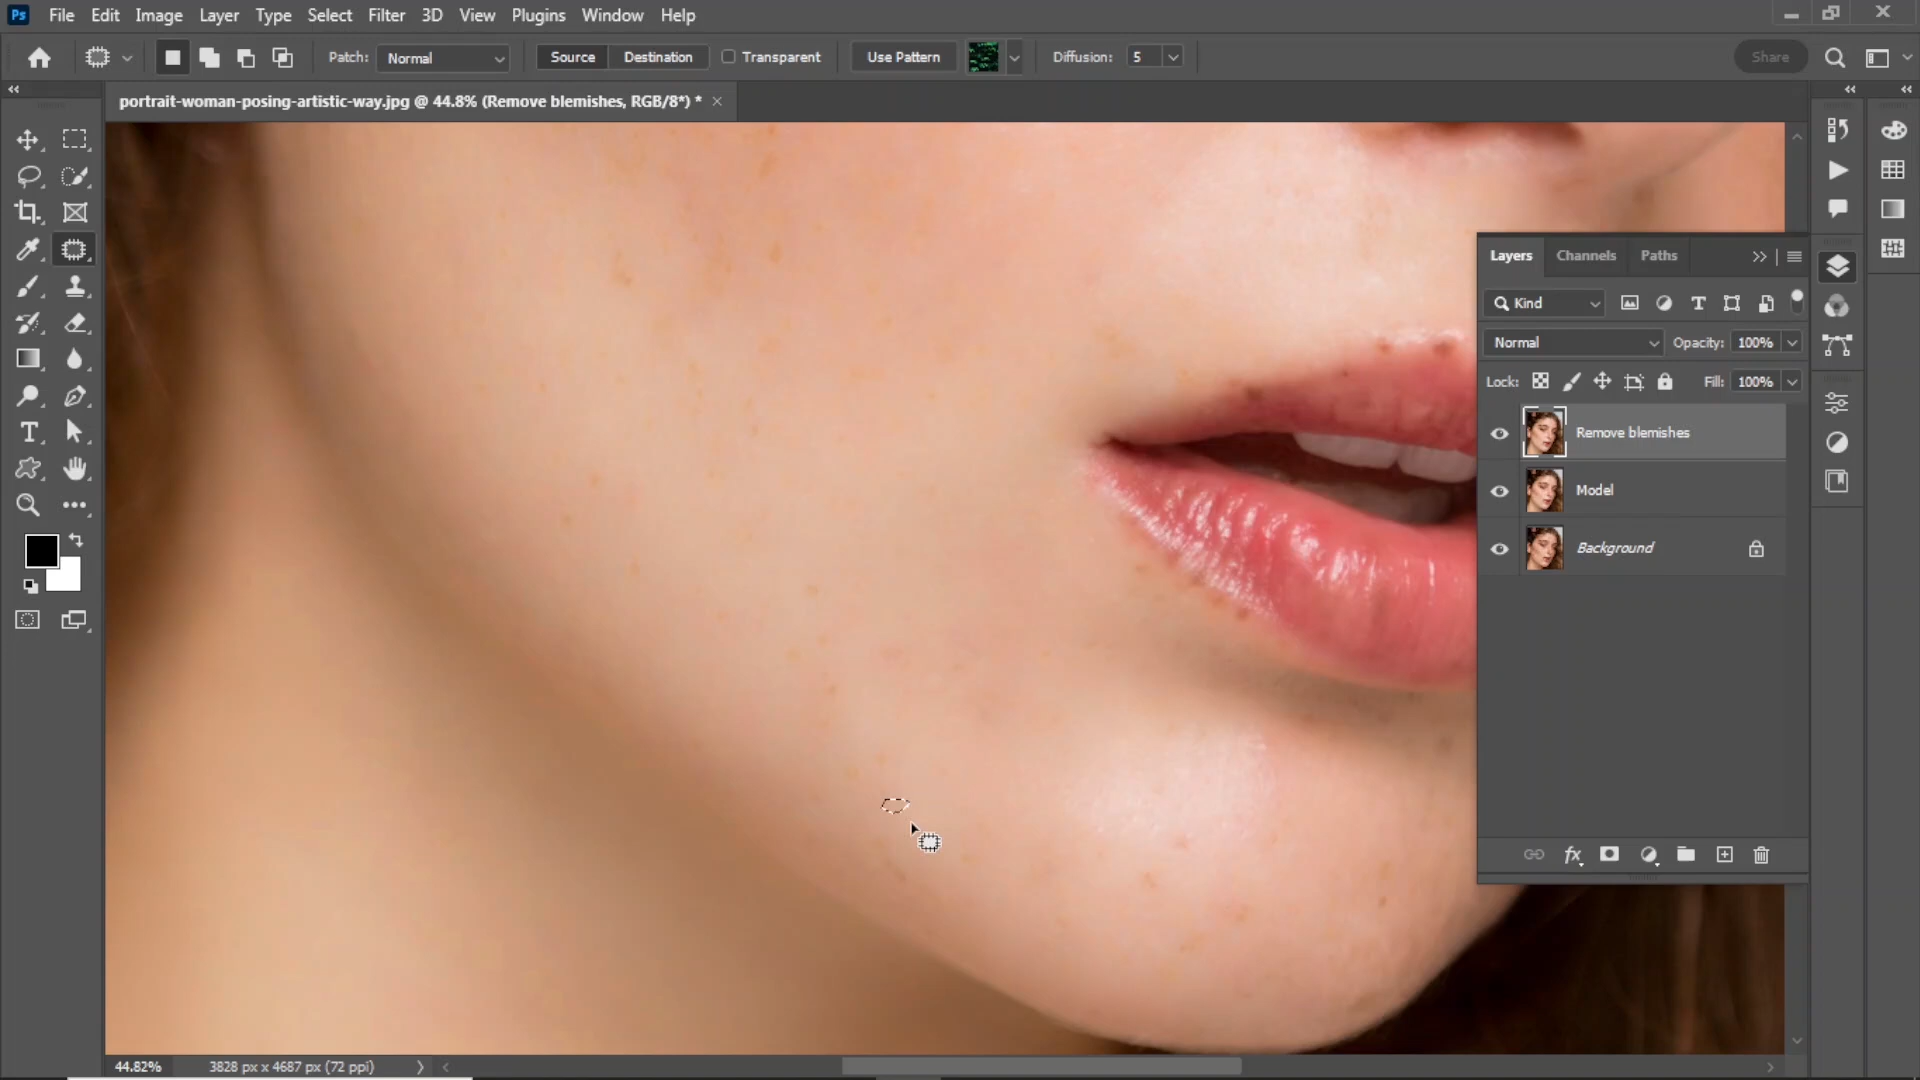 Ps File Edit Image Layer Type Select Filter 3D View Plugins Window Help
Patch: Normal Source Destination Transparent Use Pattern Diffusion: 5 Share
portrait-woman-posing-artistic-way.jpg @ 44.8% (Remove blemishes, RGB/8*) *
Layers Channels Paths
Kind
Normal Opacity: 100%
Lock: Fill: 100%
Remove blemishes
Model
Background
fx
44.82% 3828 px x 4687 px (72 ppi)